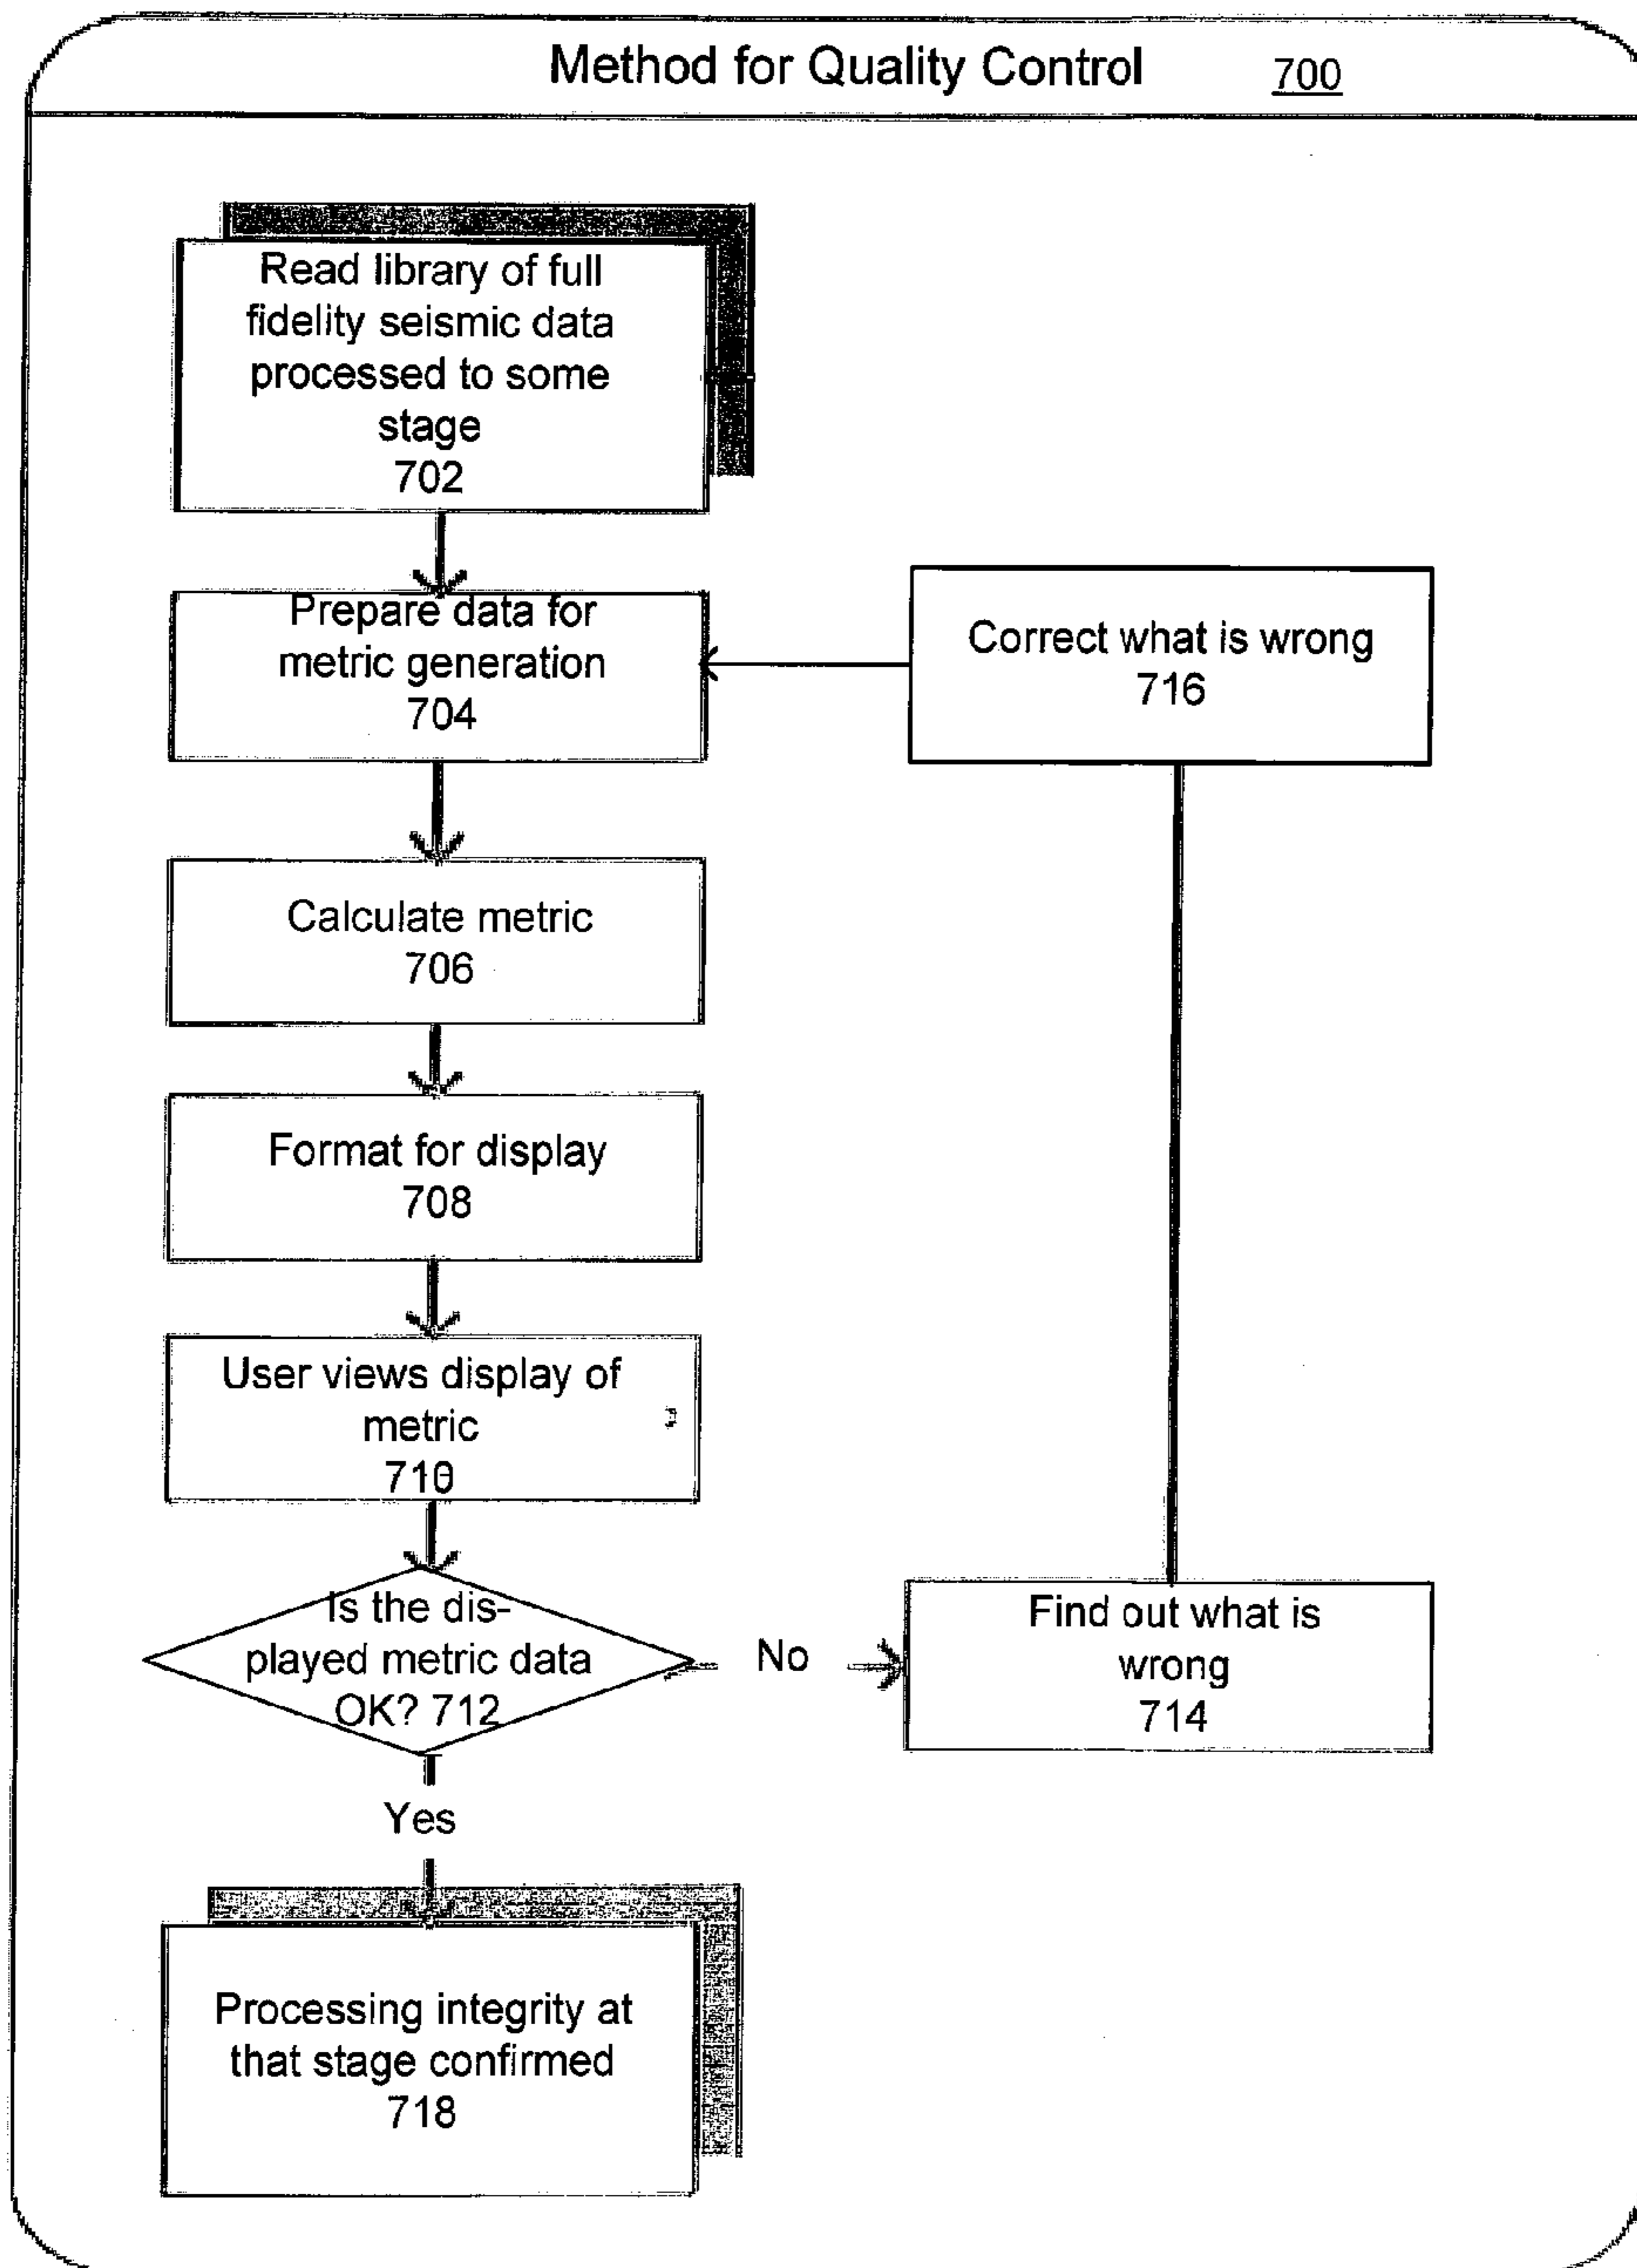 Method for Quality Control 700
Read library of full
fidelity seismic data
processed to some
stage
702
Prepare data for
metric generation
704
Correct what is wrong
716
Calculate metric
706
Format for display
708
User views display of
metric
710
Is the dis-
played metric data
OK? 712
No
Find out what is
wrong
714
Yes
Processing integrity at
that stage confirmed
718